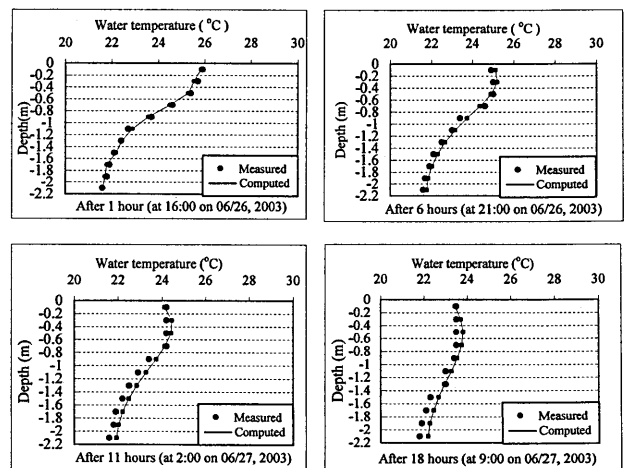 Water temperature ( °C)
20 22 24 26 28 30
Depth(m)
0
-0.2
-0.4
-0.6
-0.8
-1
-1.2
-1.4
-1.6
-1.8
-2
-2.2
Measured
Computed
After 1 hour (at 16:00 on 06/26, 2003)
Water temperature ( °C)
20 22 24 26 28 30
Depth(m)
0
-0.2
-0.4
-0.6
-0.8
-1
-1.2
-1.4
-1.6
-1.8
-2
-2.2
Measured
Computed
After 6 hours (at 21:00 on 06/26, 2003)
Water temperature (°C)
20 22 24 26 28 30
Depth (m)
0
-0.2
-0.4
-0.6
-0.8
-1
-1.2
-1.4
-1.6
-1.8
-2
-2.2
Measured
Computed
After 11 hours (at 2:00 on 06/27, 2003)
Water temperature (°C)
20 22 24 26 28 30
Depth (m)
0
-0.2
-0.4
-0.6
-0.8
-1
-1.2
-1.4
-1.6
-1.8
-2
-2.2
Measured
Computed
After 18 hours (at 9:00 on 06/27, 2003)